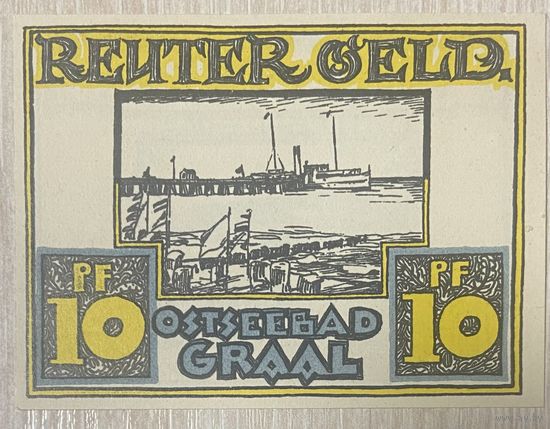 REUTER GELD.
PF
10
PF
10
OSTSEEBAD
GRAAL